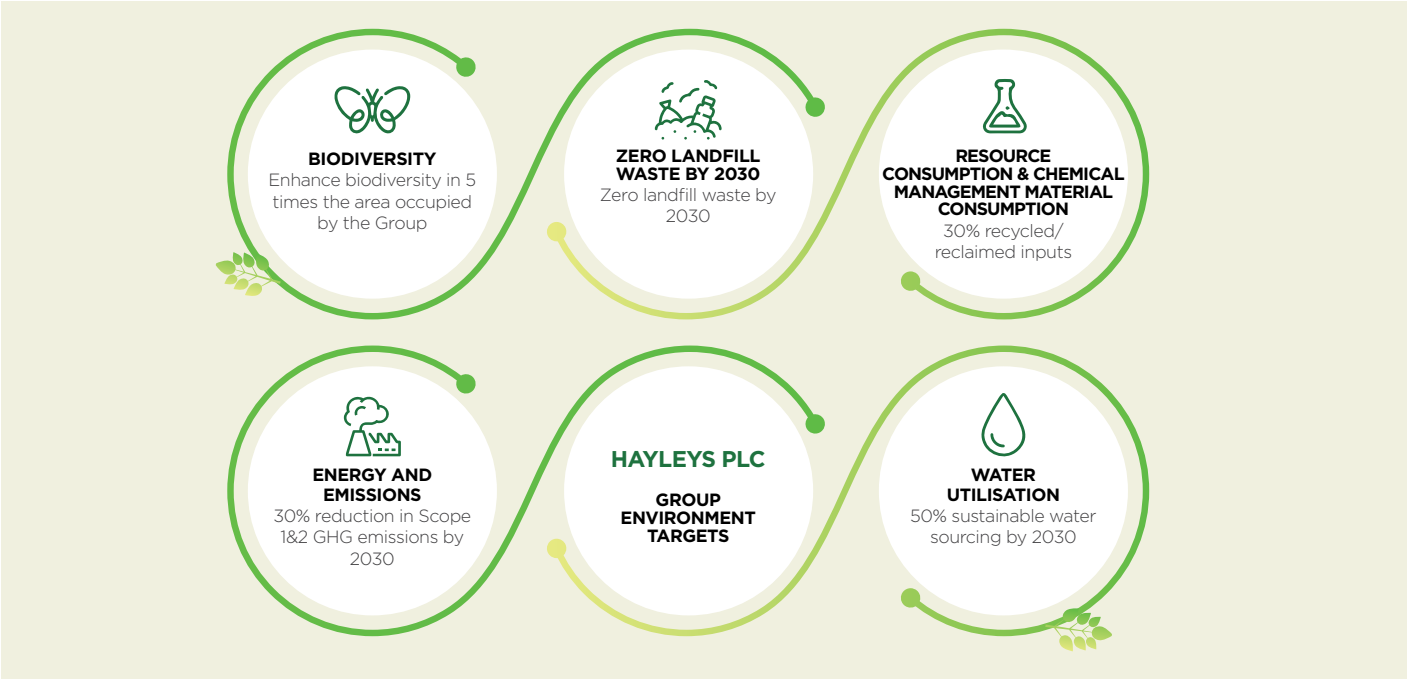 BIODIVERSITY
Enhance biodiversity in 5
times the area occupied
by the Group
ZERO LANDFILL
WASTE BY 2030
Zero landfill waste by
2030
RESOURCE
CONSUMPTION & CHEMICAL
MANAGEMENT MATERIAL
CONSUMPTION
30% recycled/
reclaimed inputs
ENERGY AND
EMISSIONS
30% reduction in Scope
1&2 GHG emissions by
2030
HAYLEYS PLC
GROUP
ENVIRONMENT
TARGETS
WATER
UTILISATION
50% sustainable water
sourcing by 2030